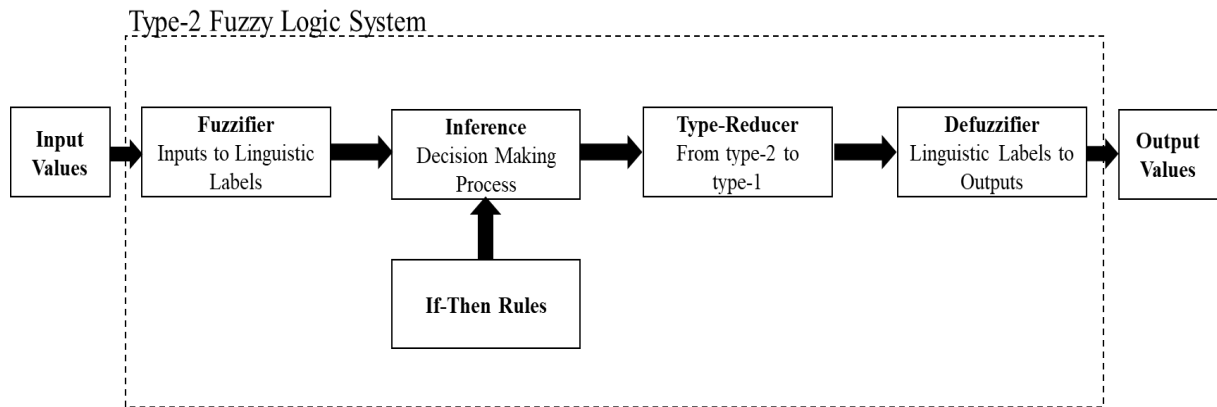 Type-2 Fuzzy Logic System
Input
Values
Fuzzifier
Inputs to Linguistic
Labels
Inference
Decision Making
Process
Type-Reducer
From type-2 to
type-1
Defuzzifier
Linguistic Labels to
Outputs
Output
Values
If-Then Rules